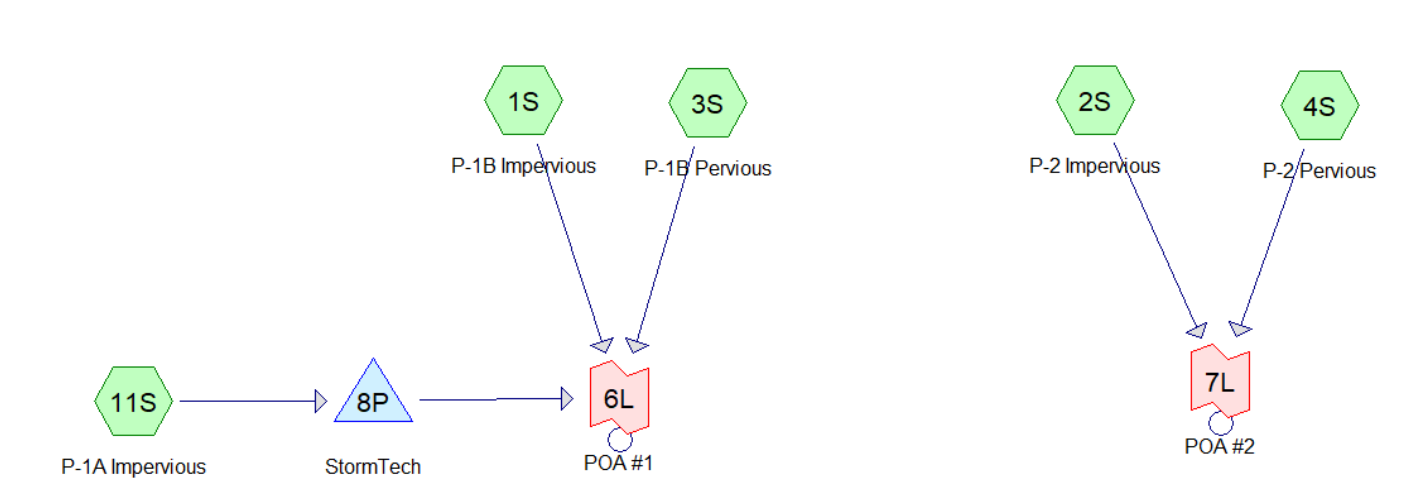 1S
3S
2S
4S
P-1B Impervious
P-1B Pervious
P-2 Impervious
P-2 Pervious
11S
8P
6L
7L
P-1A Impervious
StormTech
POA #1
POA #2